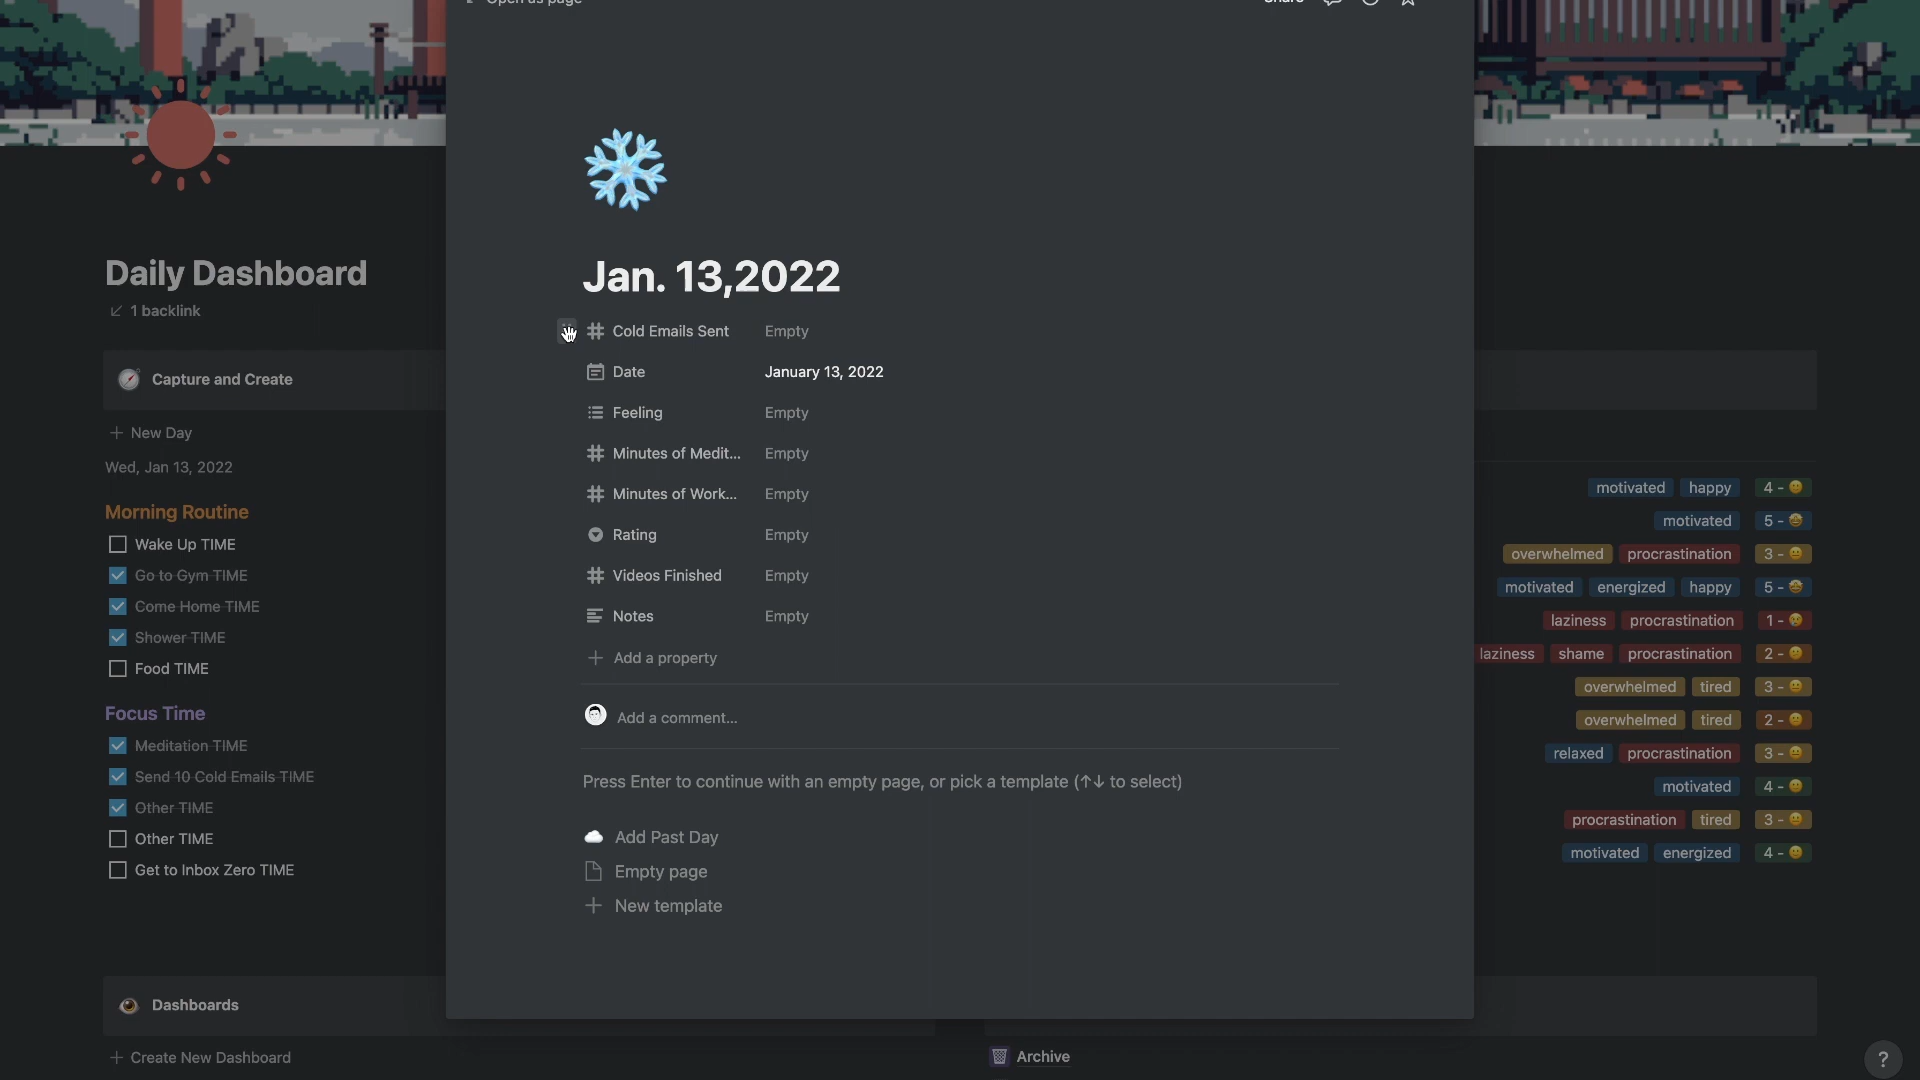 Open as page
Share
Jan. 13,2022
Cold Emails Sent Empty
Date January 13, 2022
Feeling Empty
Minutes of Medit... Empty
Minutes of Work... Empty
Rating Empty
Videos Finished Empty
Notes Empty
+ Add a property
Add a comment...
Press Enter to continue with an empty page, or pick a template (↑↓ to select)
Add Past Day
Empty page
+ New template
Daily Dashboard
↙ 1 backlink
Capture and Create
+ New Day
Wed, Jan 13, 2022
Morning Routine
Wake Up TIME
Go to Gym TIME
Come Home TIME
Shower TIME
Food TIME
Focus Time
Meditation TIME
Send 10 Cold Emails TIME
Other TIME
Other TIME
Get to Inbox Zero TIME
Dashboards
+ Create New Dashboard
motivated happy 4 - 🙂
motivated 5 - 🤩
overwhelmed procrastination 3 - 😐
motivated energized happy 5 - 🤩
laziness procrastination 1 - 😢
laziness shame procrastination 2 - 🙁
overwhelmed tired 3 - 😐
overwhelmed tired 2 - 🙁
relaxed procrastination 3 - 😐
motivated 4 - 🙂
procrastination tired 3 - 😐
motivated energized 4 - 🙂
Archive
?